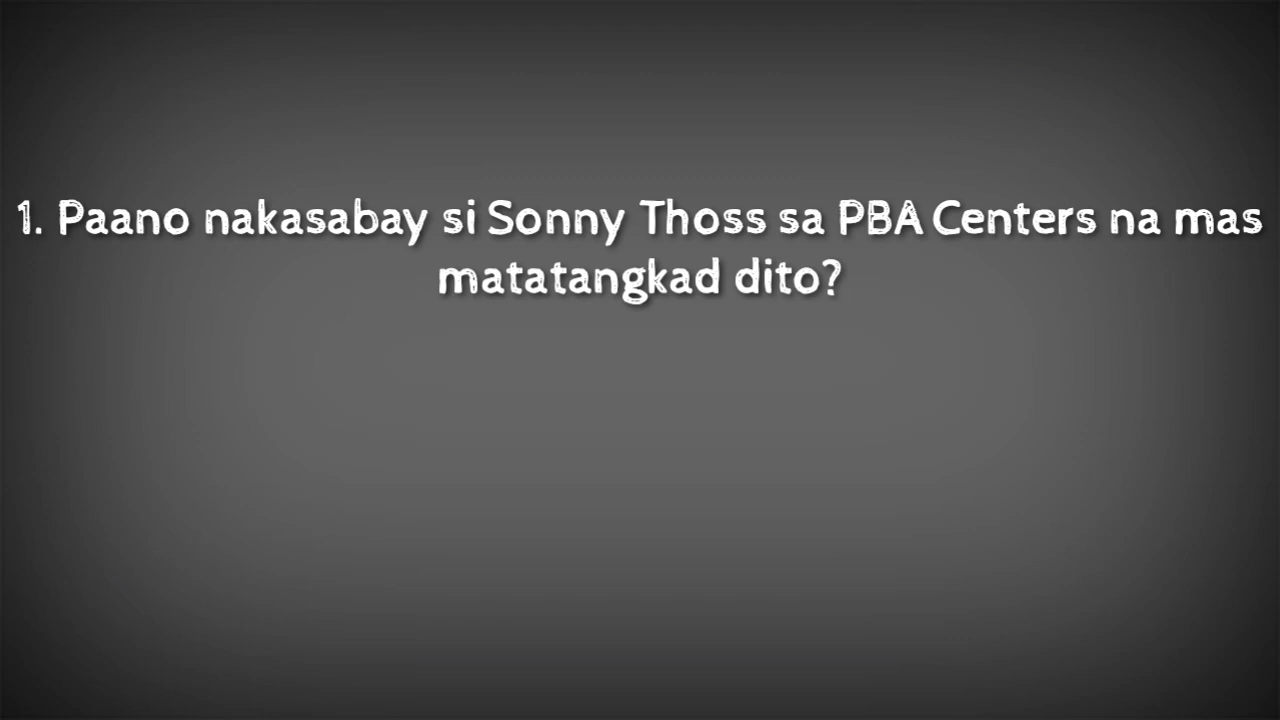 1. Paano nakasabay si Sonny Thoss sa PBA Centers na mas
matatangkad dito?